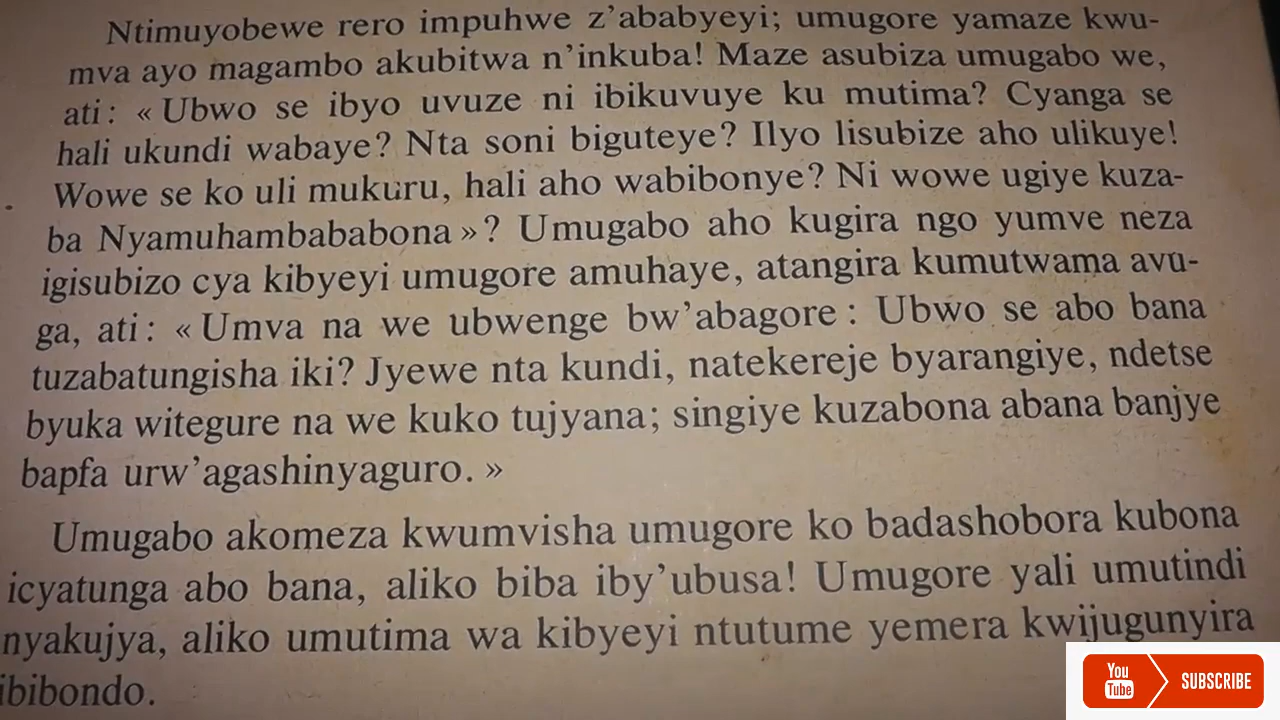 Ntimuyobewe rero impuhwe z'ababyeyi; umugore yamaze kwu-
mva ayo magambo akubitwa n'inkuba! Maze asubiza umugabo we,
ati : « Ubwo se ibyo uvuze ni ibikuvuye ku mutima? Cyanga se
hali ukundi wabaye? Nta soni biguteye? Ilyo lisubize aho ulikuye!
Wowe se ko uli mukuru, hali aho wabibonye? Ni wowe ugiye kuza-
ba Nyamuhambababona » ? Umugabo aho kugira ngo yumve neza
igisubizo cya kibyeyi umugore amuhaye, atangira kumutwama avu-
ga, ati : « Umva na we ubwenge bw'abagore : Ubwo se abo bana
tuzabatungisha iki? Jyewe nta kundi, natekereje byarangiye, ndetse
byuka witegure na we kuko tujyana; singiye kuzabona abana banjye
bapfa urw'agashinyaguro. »
Umugabo akomeza kwumvisha umugore ko badashobora kubona
icyatunga abo bana, aliko biba iby'ubusa! Umugore yali umutindi
nyakujya, aliko umutima wa kibyeyi ntutume yemera kwijugunyira
ibibondo.
You
Tube
SUBSCRIBE